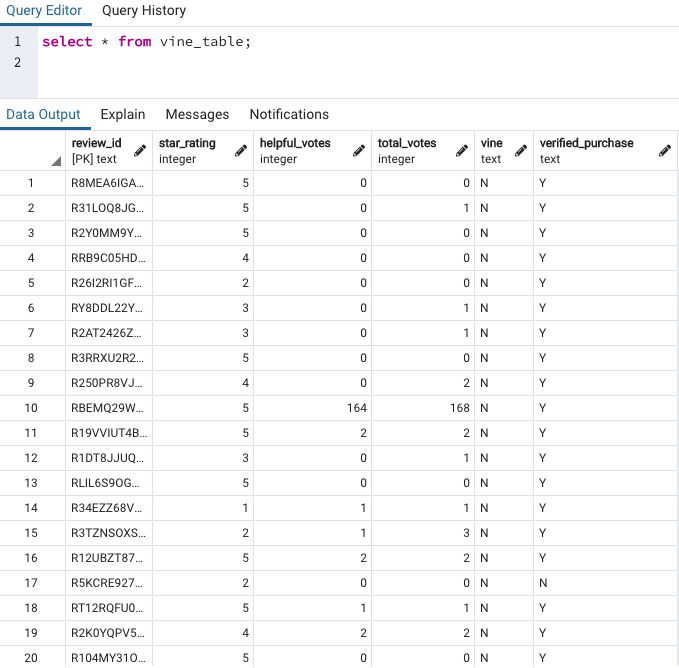 Query Editor Query History
1 select * from vine_table;
2
Data Output Explain Messages Notifications
review_id star_rating helpful_votes total_votes vine verified_purchase
[PK] text integer integer integer text text
1 R8MEA6IGA... 5 0 0 N Y
2 R31LOQ8JG... 5 0 1 N Y
3 R2Y0MM9Y... 5 0 0 N Y
4 RRB9C05HD... 4 0 0 N Y
5 R26I2RI1GF... 2 0 0 N Y
6 RY8DDL22Y... 3 0 1 N Y
7 R2AT2426Z... 3 0 1 N Y
8 R3RRXU2R2... 5 0 0 N Y
9 R250PR8VJ... 4 0 2 N Y
10 RBEMQ29W... 5 164 168 N Y
11 R19VVIUT4B... 5 2 2 N Y
12 R1DT8JJUQ... 3 0 1 N Y
13 RLIL6S9OG... 5 0 0 N Y
14 R34EZZ68V... 1 1 1 N Y
15 R3TZNSOXS... 2 1 3 N Y
16 R12UBZT87... 5 2 2 N Y
17 R5KCRE927... 2 0 0 N N
18 RT12RQFU0... 5 1 1 N Y
19 R2K0YQPV5... 4 2 2 N Y
20 R104MY31O... 5 0 0 N Y